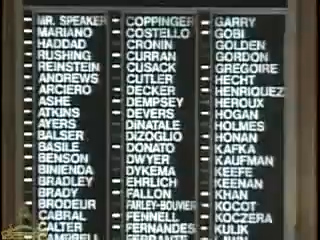 MR. SPEAKER
MARIANO
HADDAD
RUSHING
REINSTEIN
ANDREWS
ARCIERO
ASHE
ATKINS
AYERS
BALSER
BASILE
BENSON
BINIENDA
BRADLEY
BRADY
BRODEUR
CABRAL
CALTER
CAMPBELL
COPPINGER
COSTELLO
CRONIN
CURRAN
CUSACK
CUTLER
DECKER
DEMPSEY
DEVERS
DINATALE
DIZOGLIO
DONATO
DWYER
DYKEMA
EHRLICH
FALLON
FARLEY-BOUVIER
FENNELL
FERNANDES
FERRANTE
GARRY
GOBI
GOLDEN
GORDON
GREGOIRE
HECHT
HENRIQUEZ
HEROUX
HOGAN
HOLMES
HONAN
KAFKA
KAUFMAN
KEEFE
KEENAN
KHAN
KOCOT
KOCZERA
KULIK